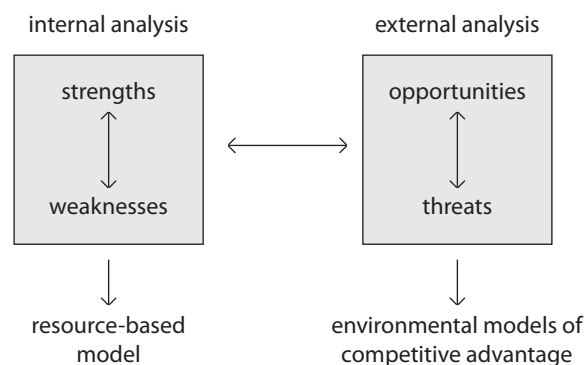 internal analysis
external analysis
strengths
opportunities
weaknesses
threats
resource-based
model
environmental models of
competitive advantage